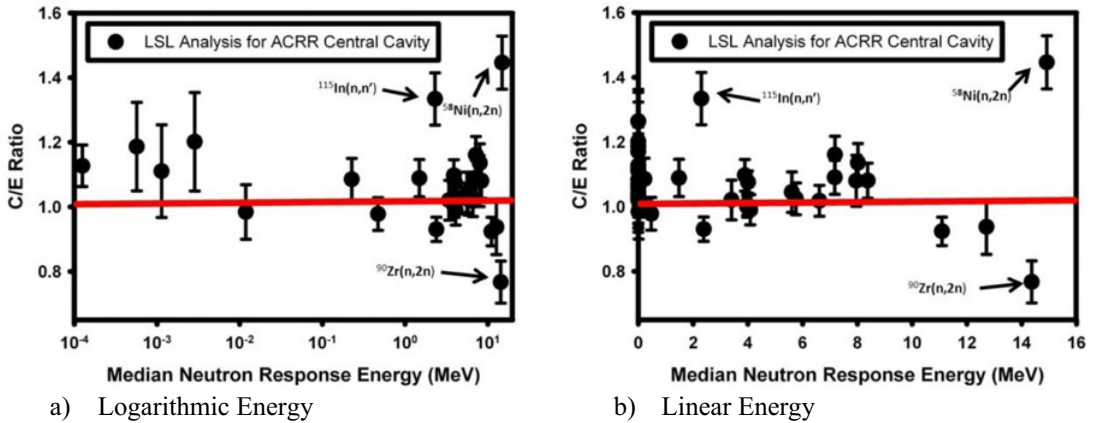 1.6
1.4
1.2
1.0
0.8
C/E Ratio
LSL Analysis for ACRR Central Cavity
¹¹⁵In(n,n')
⁵⁸Ni(n,2n)
⁹⁰Zr(n,2n)
10⁻⁴ 10⁻³ 10⁻² 10⁻¹ 10⁰ 10¹
Median Neutron Response Energy (MeV)
a) Logarithmic Energy
1.6
1.4
1.2
1.0
0.8
C/E Ratio
LSL Analysis for ACRR Central Cavity
¹¹⁵In(n,n')
⁵⁸Ni(n,2n)
⁹⁰Zr(n,2n)
0 2 4 6 8 10 12 14 16
Median Neutron Response Energy (MeV)
b) Linear Energy